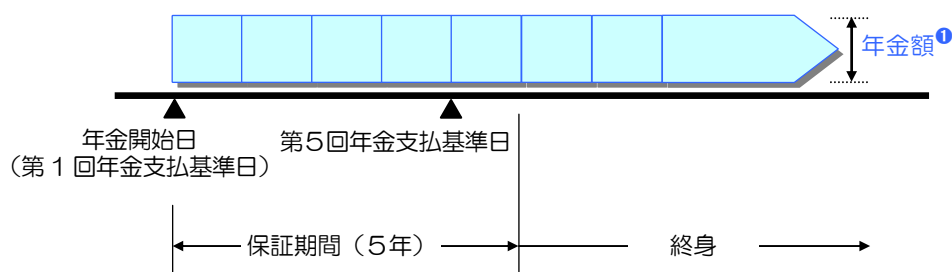 年金額❶
年金開始日
(第1回年金支払基準日)
第5回年金支払基準日
保証期間(5年)
終身